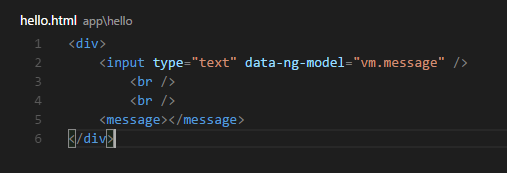 hello.html app\hello
1 <div>
2     <input type="text" data-ng-model="vm.message" />
3         <br />
4         <br />
5     <message></message>
6 </div>